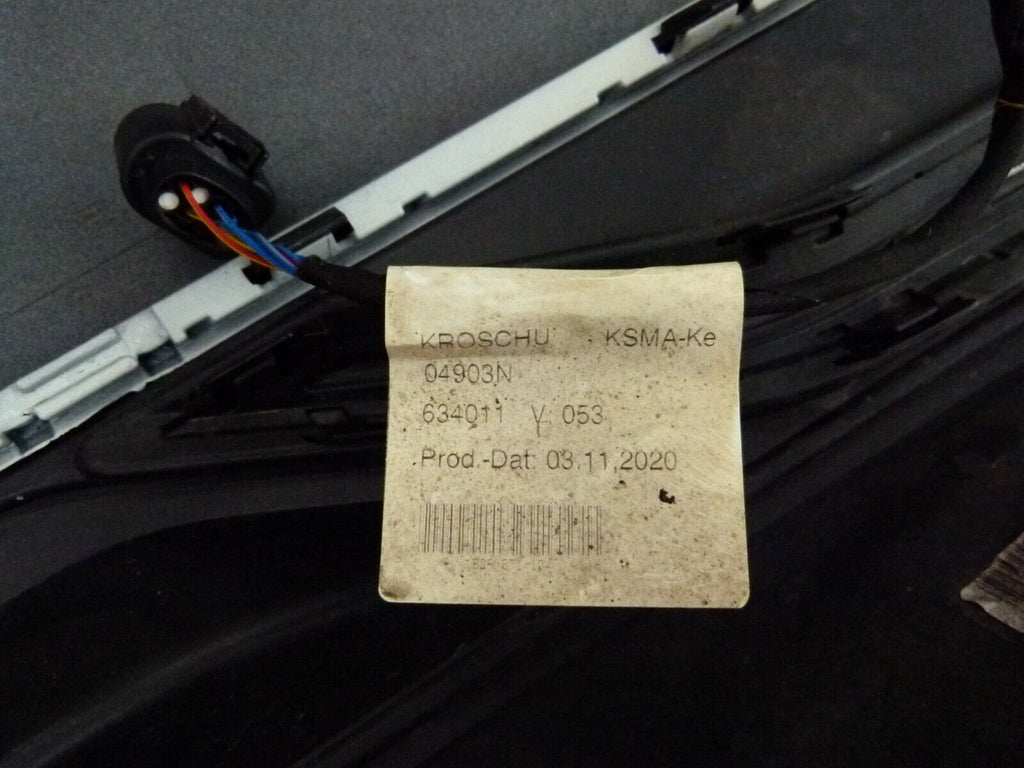 KROSCHU KSMA-Ke
04903N
634011 V 053
Prod.-Dat: 03.11.2020